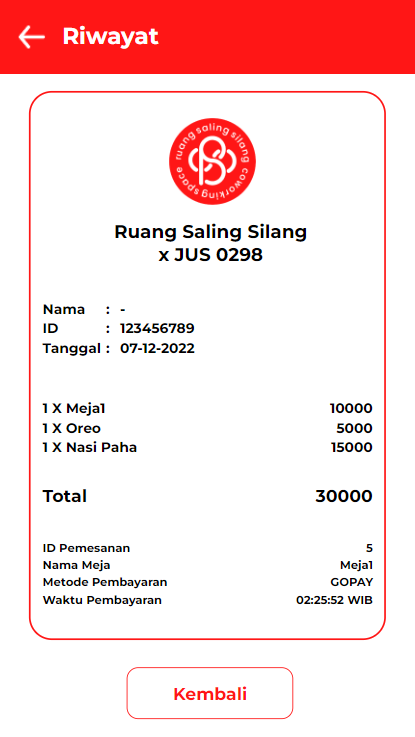 Riwayat
ruang saling silang
coworking space
Ruang Saling Silang
x JUS 0298
Nama : -
ID : 123456789
Tanggal : 07-12-2022
1 X Meja1 10000
1 X Oreo 5000
1 X Nasi Paha 15000
Total 30000
ID Pemesanan 5
Nama Meja Meja1
Metode Pembayaran GOPAY
Waktu Pembayaran 02:25:52 WIB
Kembali